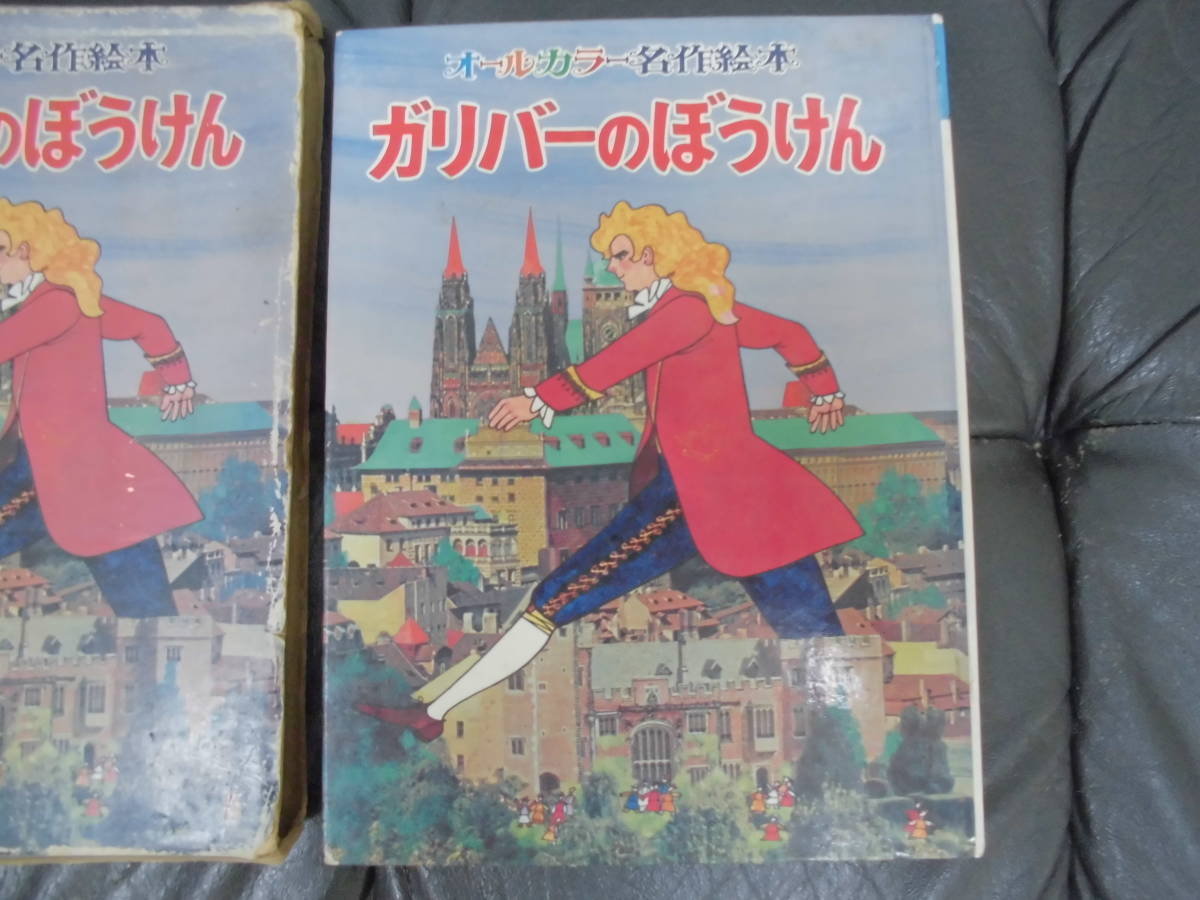 名作絵本
のぼうけん
オールカラー名作絵本
ガリバーのぼうけん